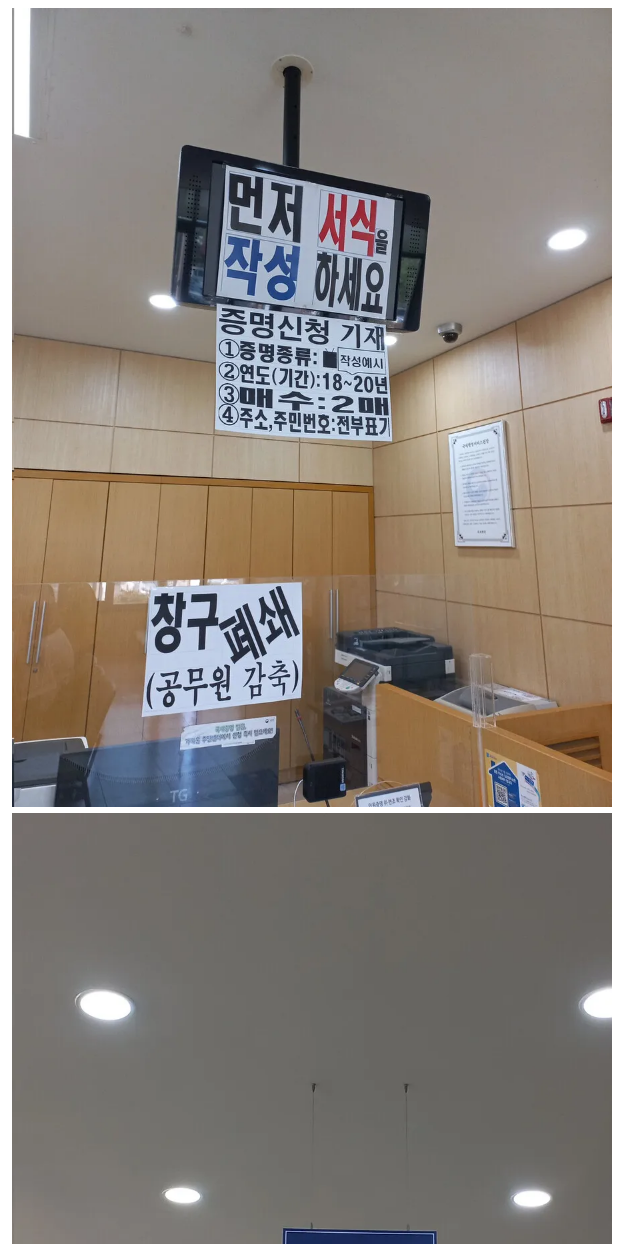 먼저 서식을
작성 하세요
증명신청 기재
①증명종류: 작성예시
②연도(기간):18~20년
③매 수:2매
④주소,주민번호:전부표기
창구폐쇄
(공무원 감축)
TG